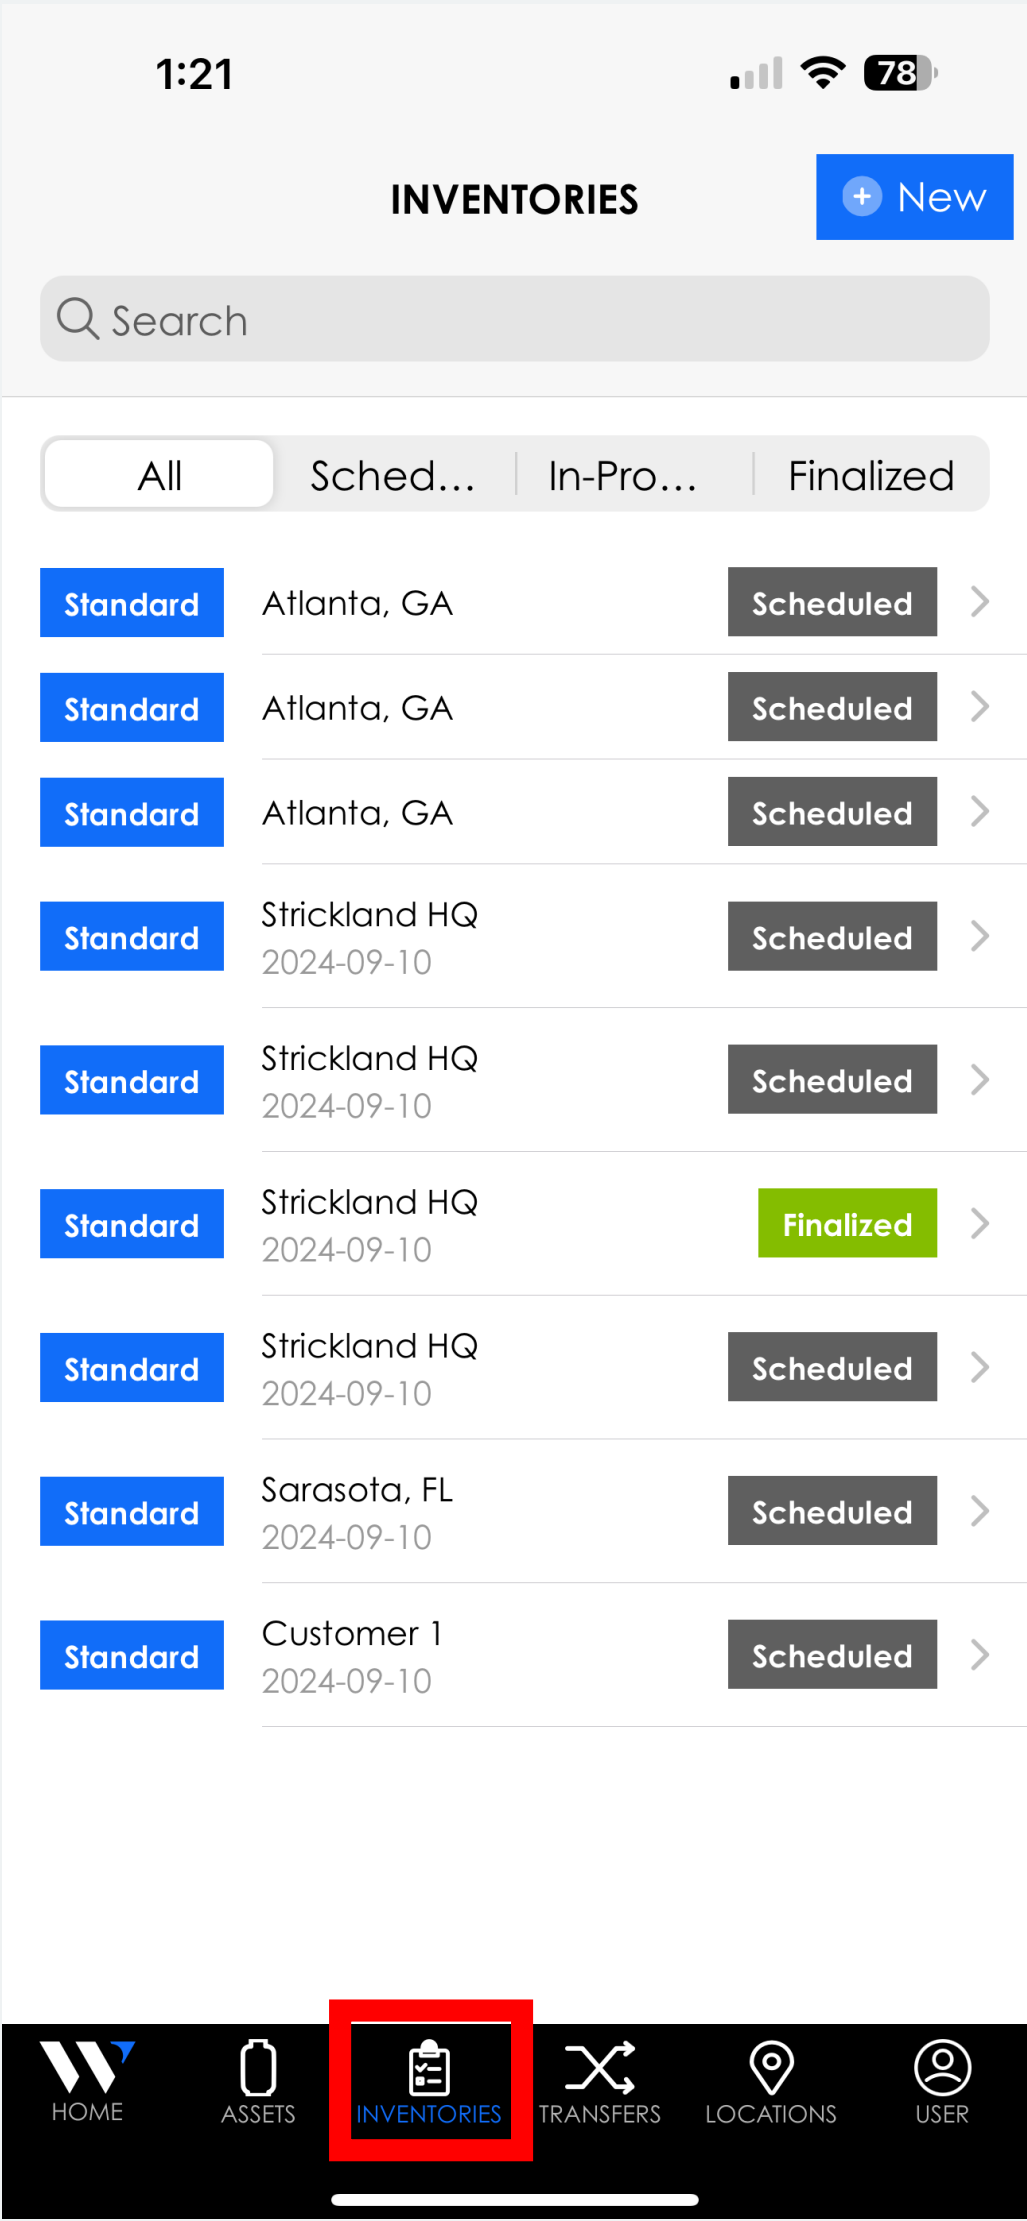 1:21
78
INVENTORIES
New
Search
All
Sched...
In-Pro...
Finalized
Standard
Atlanta, GA
Scheduled
Standard
Atlanta, GA
Scheduled
Standard
Atlanta, GA
Scheduled
Standard
Strickland HQ
2024-09-10
Scheduled
Standard
Strickland HQ
2024-09-10
Scheduled
Standard
Strickland HQ
2024-09-10
Finalized
Standard
Strickland HQ
2024-09-10
Scheduled
Standard
Sarasota, FL
2024-09-10
Scheduled
Standard
Customer 1
2024-09-10
Scheduled
HOME
ASSETS
INVENTORIES
TRANSFERS
LOCATIONS
USER